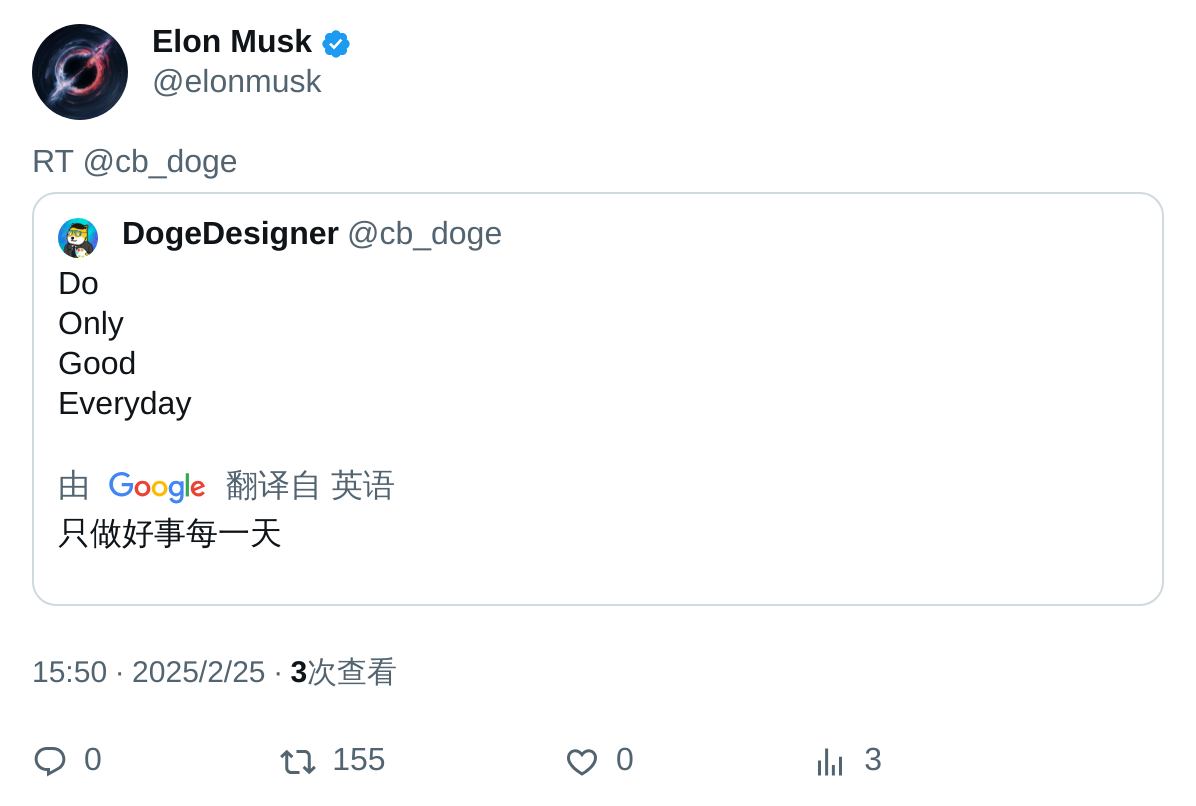 Elon Musk
@elonmusk
RT @cb_doge
DogeDesigner @cb_doge
Do
Only
Good
Everyday
由 Google 翻译自 英语
只做好事每一天
15:50 · 2025/2/25 · 3次查看
0 155 0 3